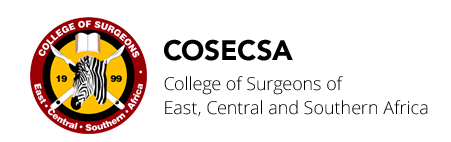 COLLEGE OF SURGEONS
19 99
East • Central • Southern • Africa
COSECSA
College of Surgeons of
East, Central and Southern Africa